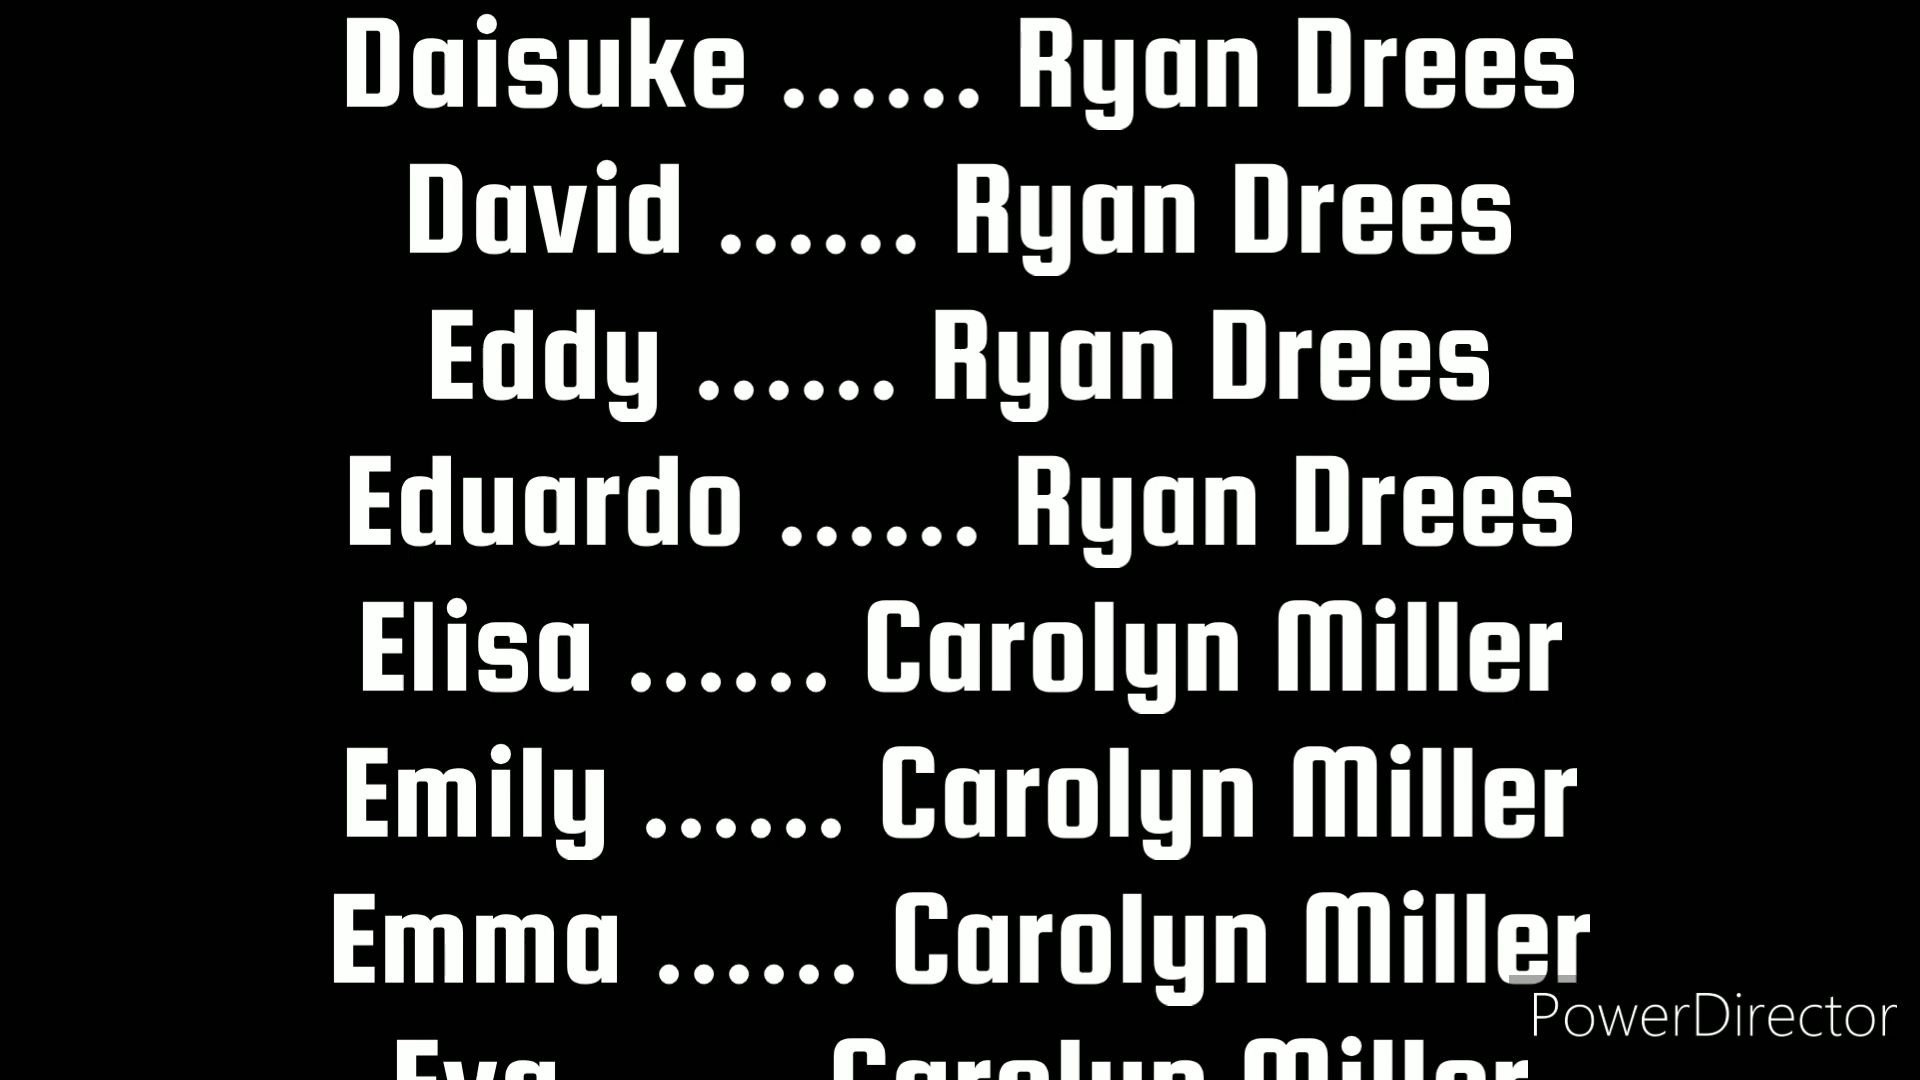 Daisuke ...... Ryan Drees
David ...... Ryan Drees
Eddy ...... Ryan Drees
Eduardo ...... Ryan Drees
Elisa ...... Carolyn Miller
Emily ...... Carolyn Miller
Emma ...... Carolyn Miller
PowerDirector
Eva Carolyn Miller